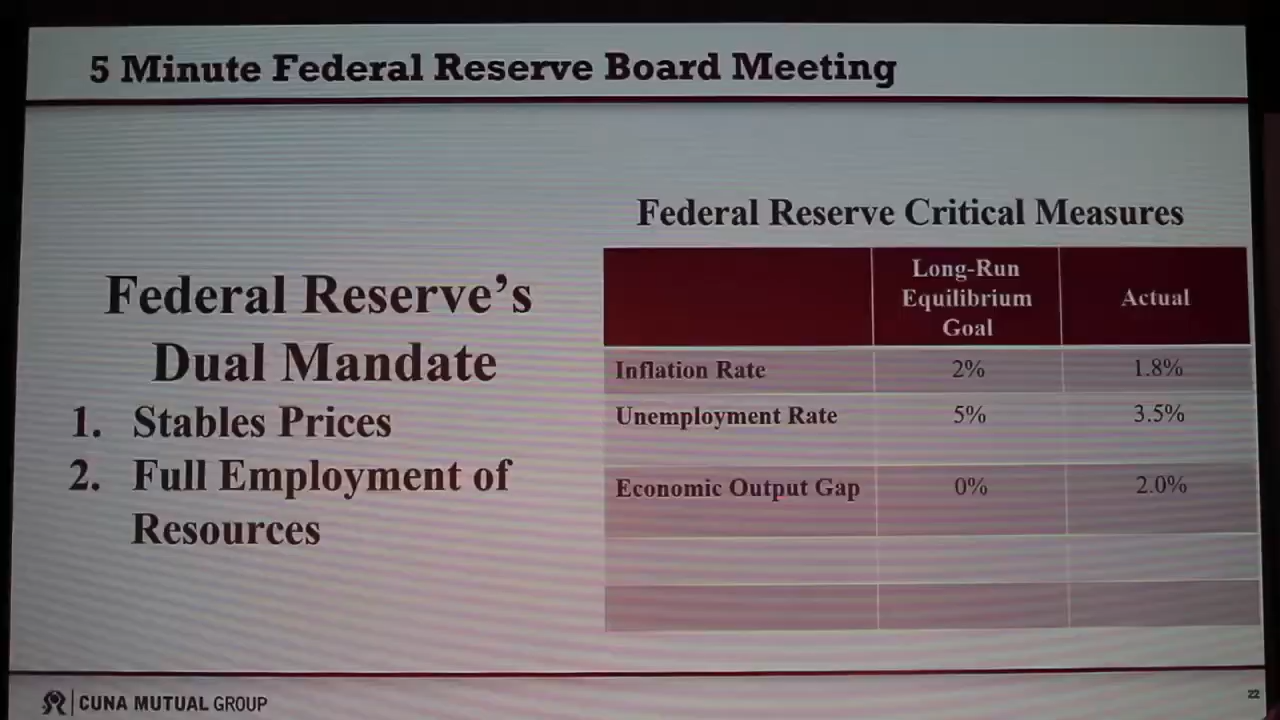 5 Minute Federal Reserve Board Meeting
Federal Reserve's
Dual Mandate
1. Stables Prices
2. Full Employment of
Resources
Federal Reserve Critical Measures
Long-Run
Equilibrium
Goal
Actual
Inflation Rate 2% 1.8%
Unemployment Rate 5% 3.5%
Economic Output Gap 0% 2.0%
CUNA MUTUAL GROUP
22